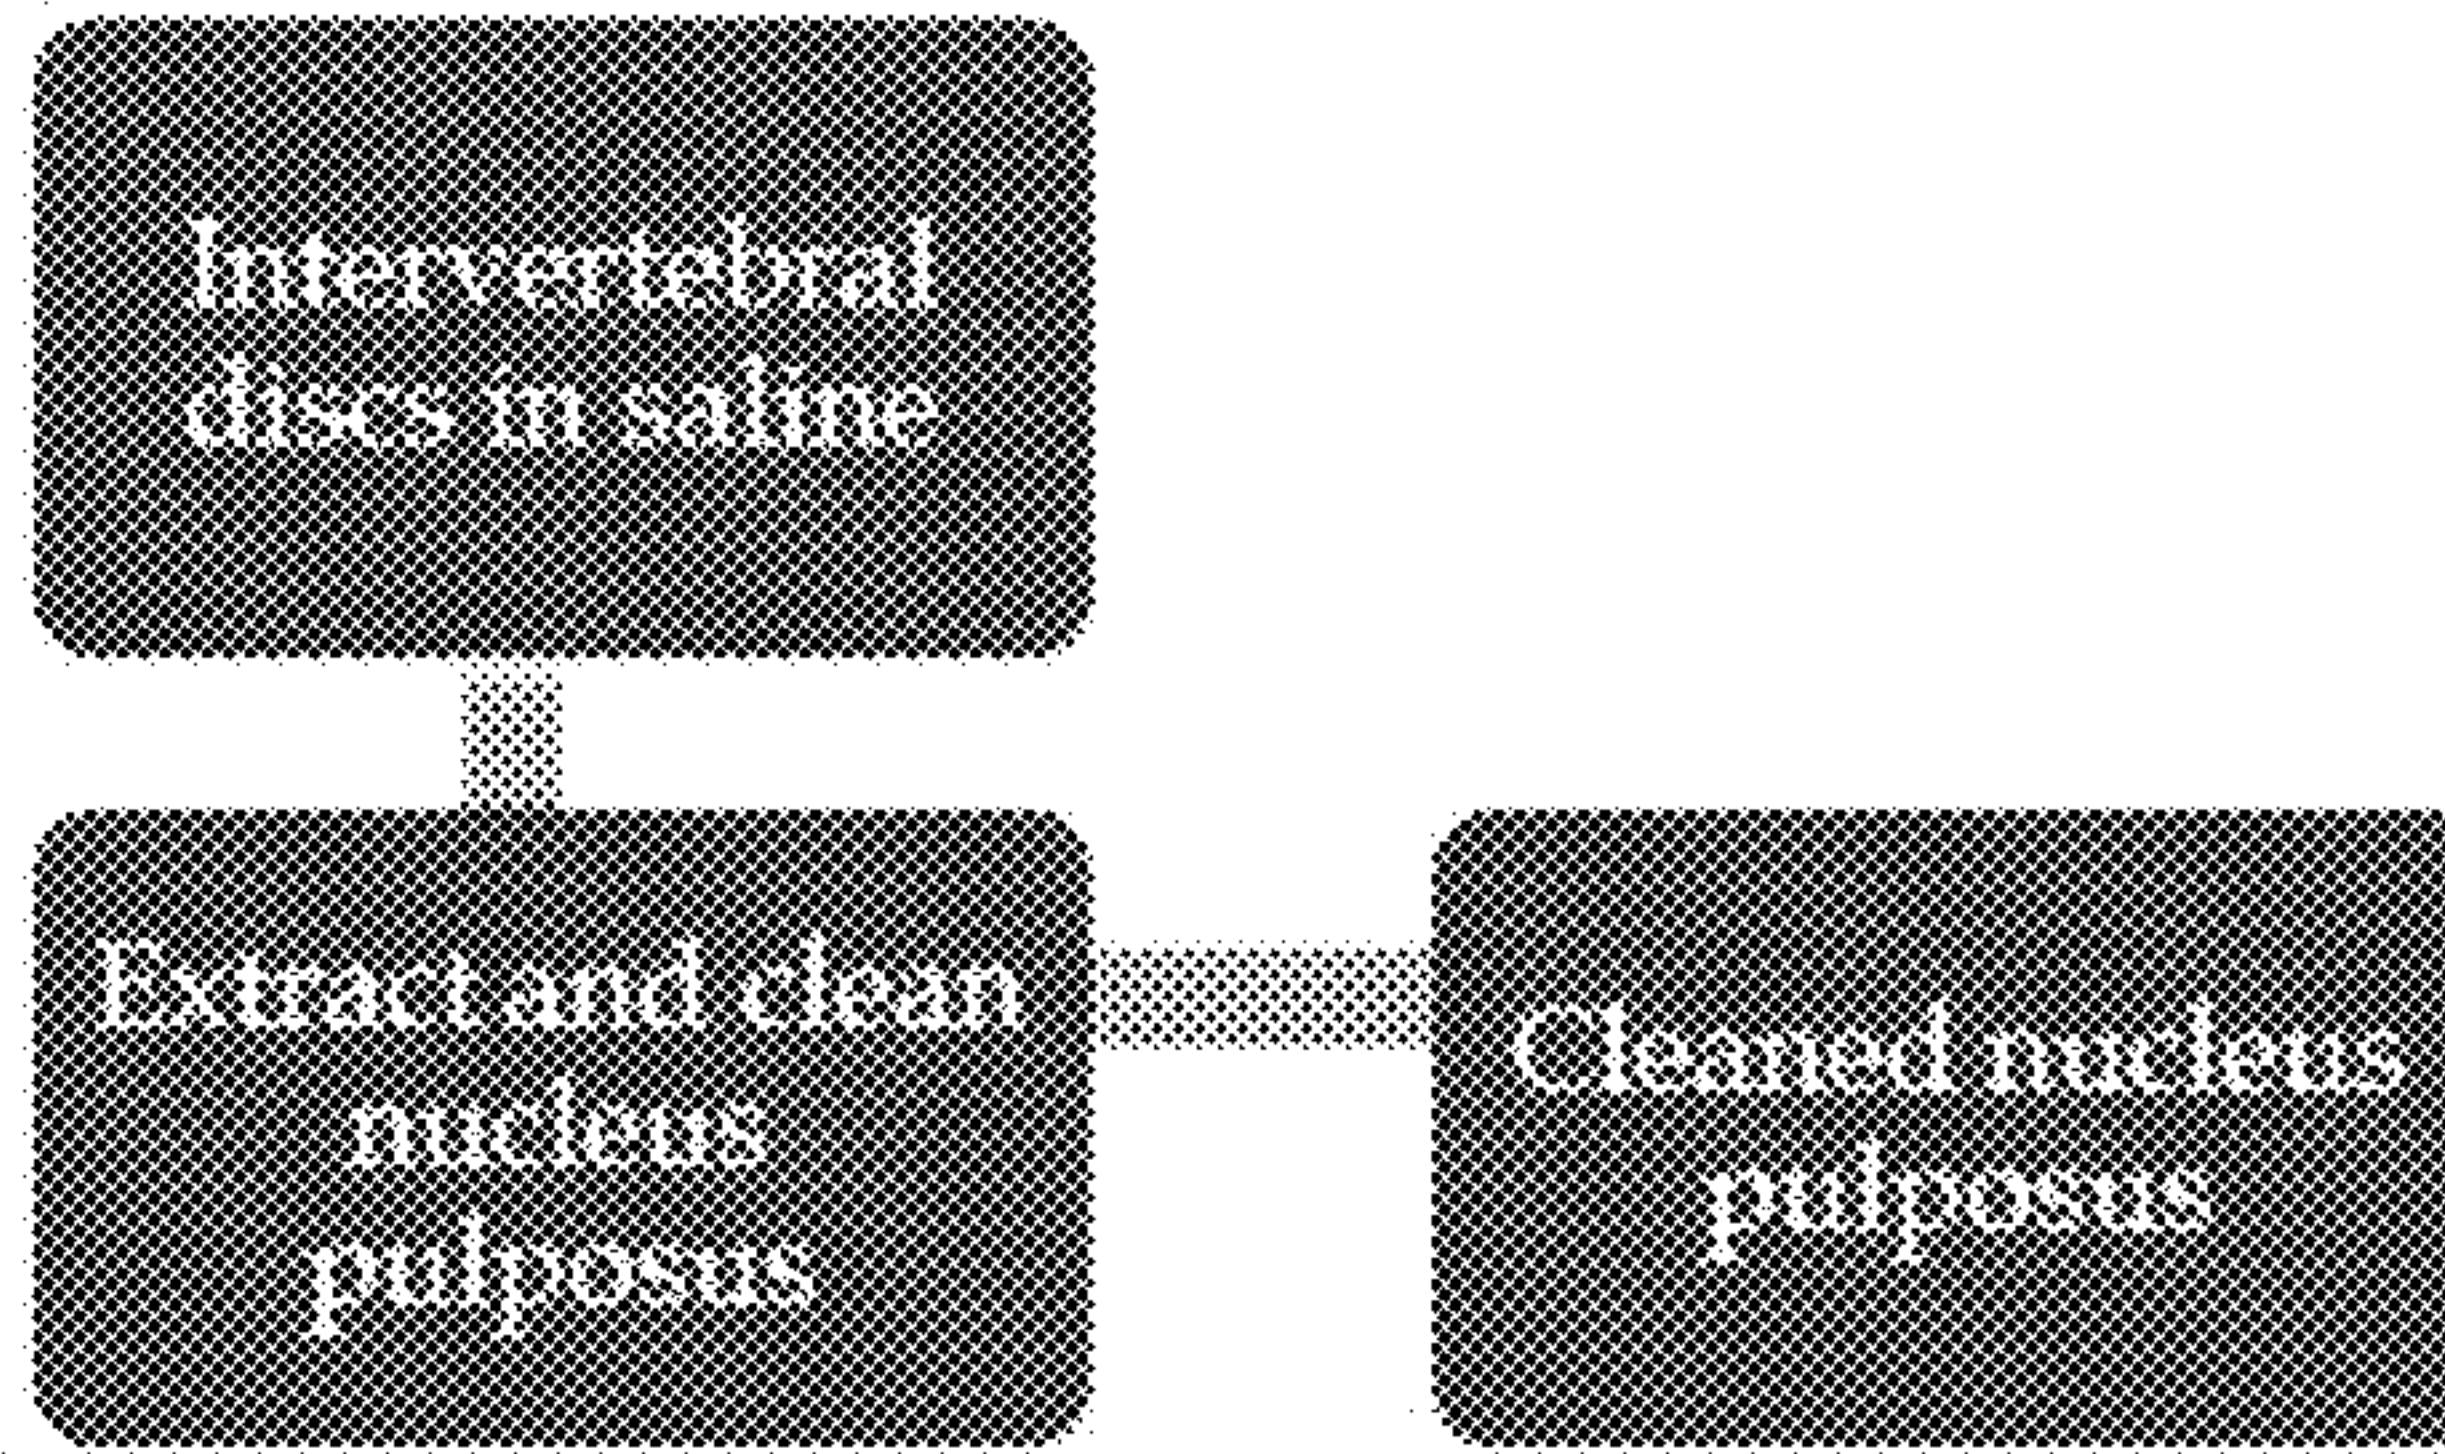 Intervertebral
discs in saline
Extract and clean
nucleus
pulposus
Cleaned nucleus
pulposus